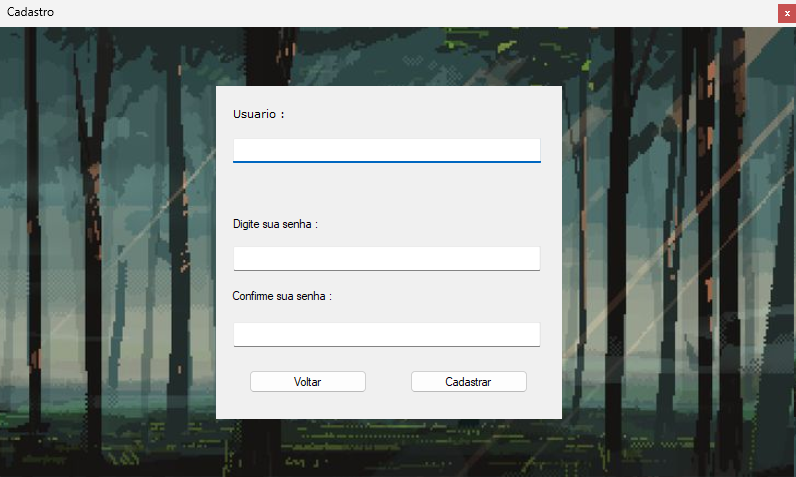 Cadastro
x
Usuario :
Digite sua senha :
Confirme sua senha :
Voltar
Cadastrar